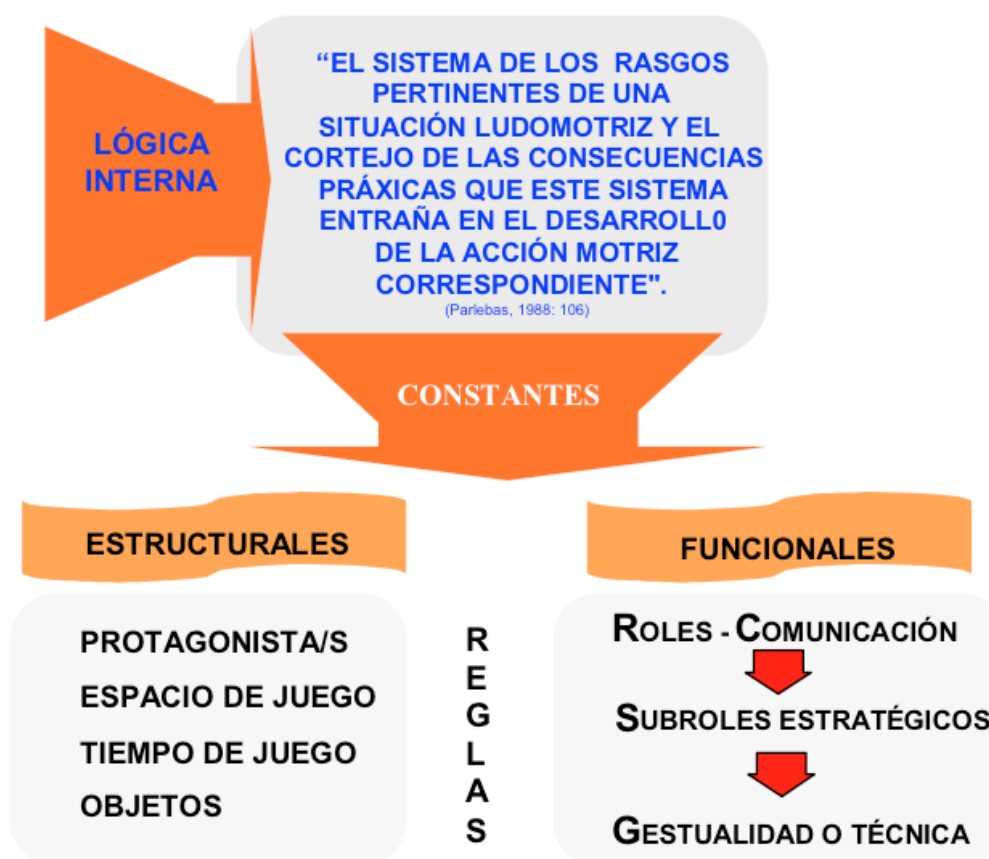 LÓGICA
INTERNA
“EL SISTEMA DE LOS RASGOS
PERTINENTES DE UNA
SITUACIÓN LUDOMOTRIZ Y EL
CORTEJO DE LAS CONSECUENCIAS
PRÁXICAS QUE ESTE SISTEMA
ENTRAÑA EN EL DESARROLL0
DE LA ACCIÓN MOTRIZ
CORRESPONDIENTE".
(Parlebas, 1988: 106)
CONSTANTES
ESTRUCTURALES
PROTAGONISTA/S
ESPACIO DE JUEGO
TIEMPO DE JUEGO
OBJETOS
R
E
G
L
A
S
FUNCIONALES
ROLES - COMUNICACIÓN
SUBROLES ESTRATÉGICOS
GESTUALIDAD O TÉCNICA